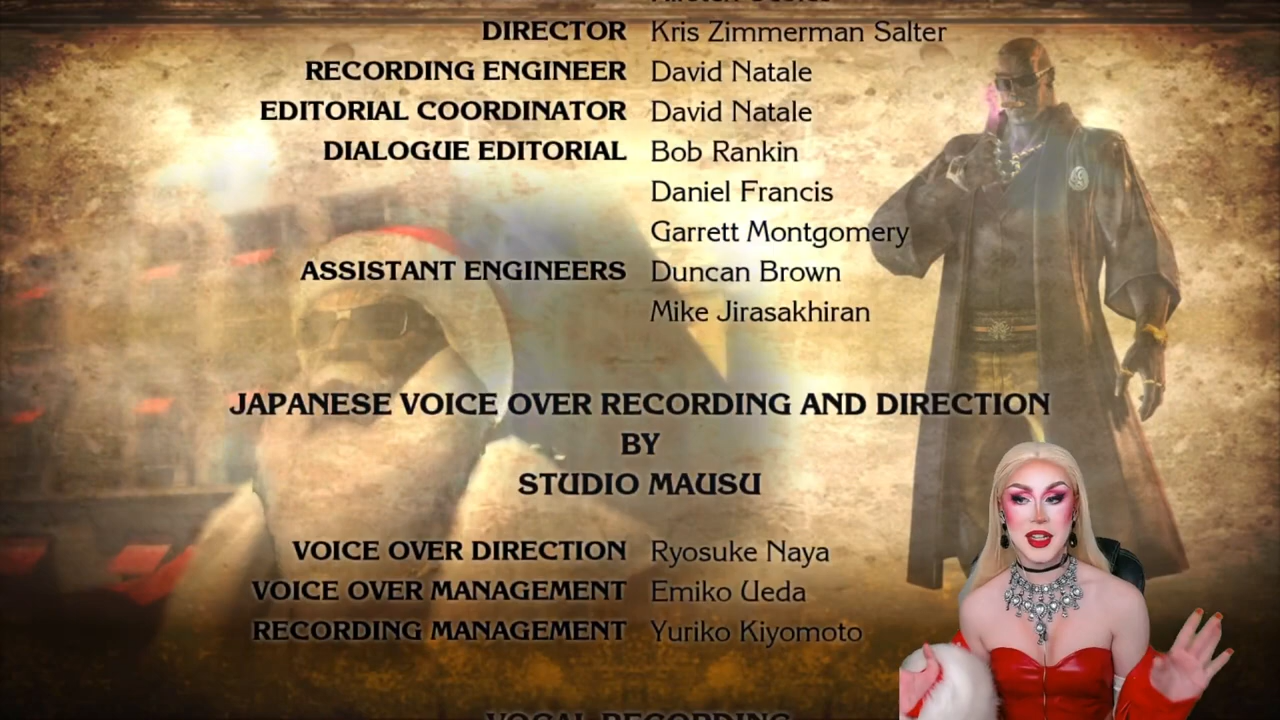 DIRECTOR Kris Zimmerman Salter
RECORDING ENGINEER David Natale
EDITORIAL COORDINATOR David Natale
DIALOGUE EDITORIAL Bob Rankin
Daniel Francis
Garrett Montgomery
ASSISTANT ENGINEERS Duncan Brown
Mike Jirasakhiran
JAPANESE VOICE OVER RECORDING AND DIRECTION
BY
STUDIO MAUSU
VOICE OVER DIRECTION Ryosuke Naya
VOICE OVER MANAGEMENT Emiko Ueda
RECORDING MANAGEMENT Yuriko Kiyomoto
VOCAL RECORDING